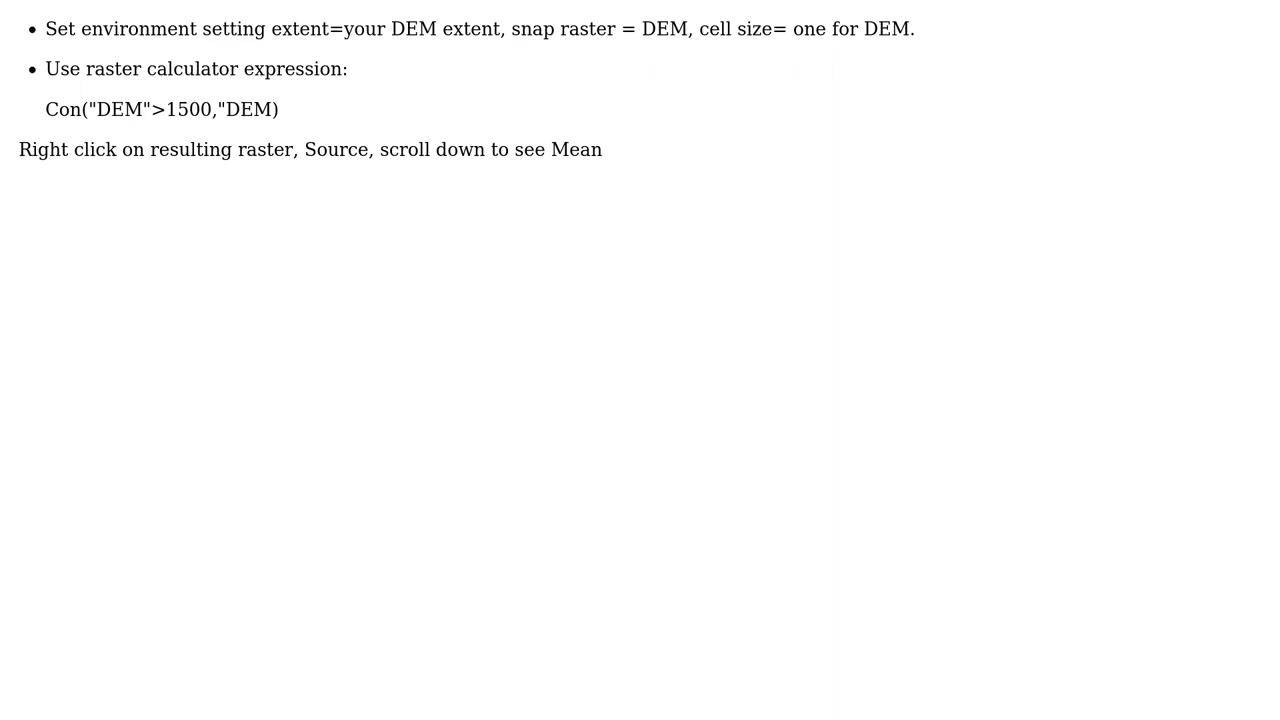 • Set environment setting extent=your DEM extent, snap raster = DEM, cell size= one for DEM.
• Use raster calculator expression:
Con("DEM">1500,"DEM)
Right click on resulting raster, Source, scroll down to see Mean